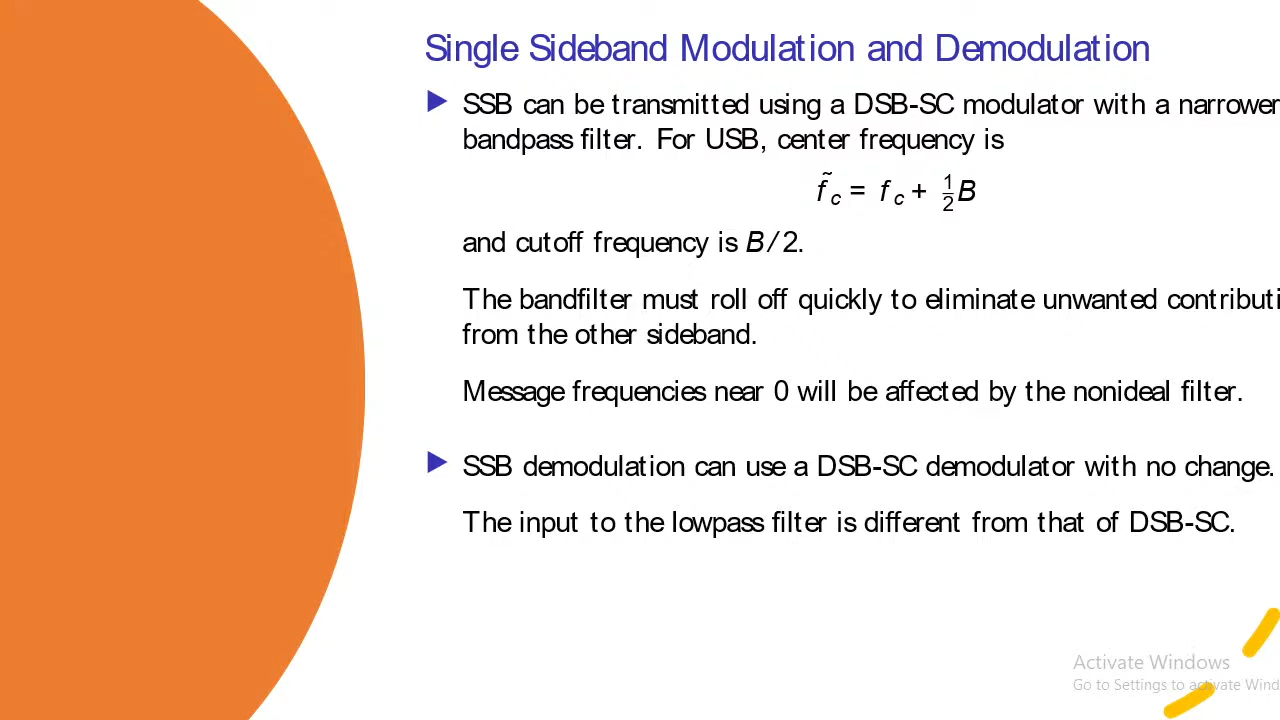 Single Sideband Modulation and Demodulation
▶ SSB can be transmitted using a DSB-SC modulator with a narrower
bandpass filter. For USB, center frequency is
f̃c = fc + 1/2 B
and cutoff frequency is B/2.
The bandfilter must roll off quickly to eliminate unwanted contributi
from the other sideband.
Message frequencies near 0 will be affected by the nonideal filter.
▶ SSB demodulation can use a DSB-SC demodulator with no change.
The input to the lowpass filter is different from that of DSB-SC.
Activate Windows
Go to Settings to activate Wind